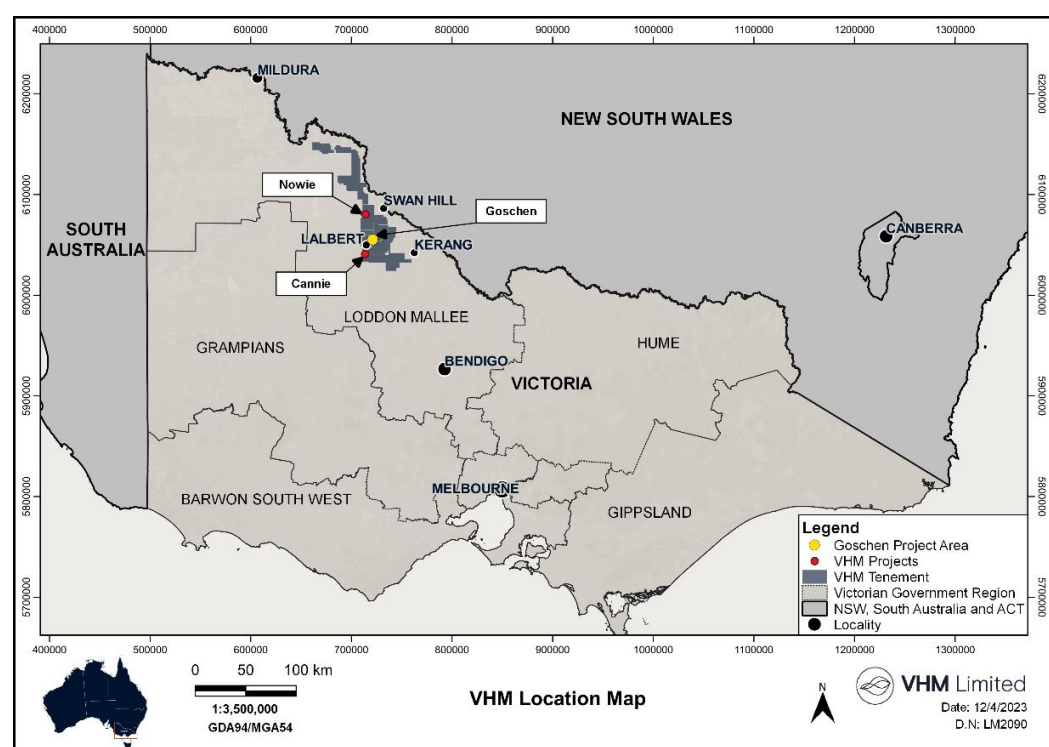 400000 500000 600000 700000 800000 900000 1000000 1100000 1200000 1300000
MILDURA
6200000 6200000
NEW SOUTH WALES
6100000 6100000
Nowie
SWAN HILL
Goschen
SOUTH
AUSTRALIA
LALBERT
KERANG
CANBERRA
Cannie
6000000 6000000
LODDON MALLEE
GRAMPIANS
HUME
BENDIGO
VICTORIA
5900000 5900000
MELBOURNE
BARWON SOUTH WEST
GIPPSLAND
5800000 5800000
Legend
Goschen Project Area
VHM Projects
VHM Tenement
Victorian Government Region
NSW, South Australia and ACT
Locality
5700000 5700000
400000 500000 600000 700000 800000 900000 1000000 1100000 1200000 1300000
0 50 100 km
1:3,500,000
GDA94/MGA54
VHM Location Map
N
VHM Limited
Date: 12/4/2023
D.N: LM2090